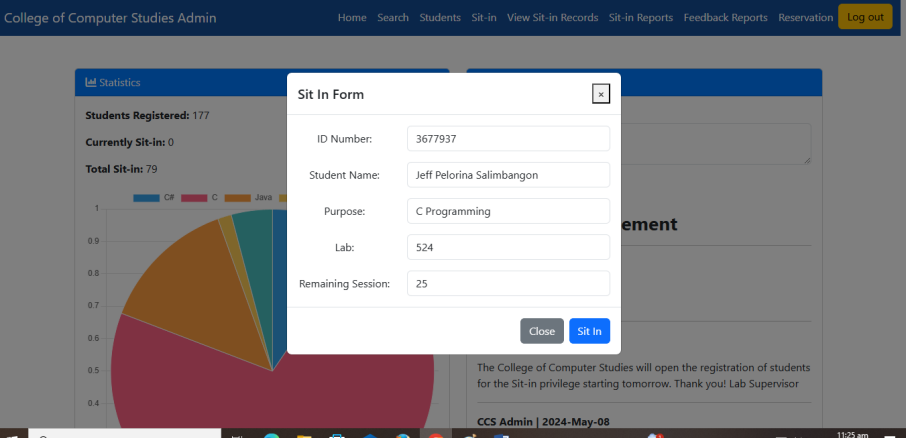 College of Computer Studies Admin
Home Search Students Sit-in View Sit-in Records Sit-in Reports Feedback Reports Reservation Log out
Statistics
Students Registered: 177
Currently Sit-in: 0
Total Sit-in: 79
C# C Java
1
0.9
0.8
0.7
0.6
0.5
0.4
Sit In Form
×
ID Number: 3677937
Student Name: Jeff Pelorina Salimbangon
Purpose: C Programming
Lab: 524
Remaining Session: 25
Close Sit In
The College of Computer Studies will open the registration of students
for the Sit-in privilege starting tomorrow. Thank you! Lab Supervisor
CCS Admin | 2024-May-08
11:25 am